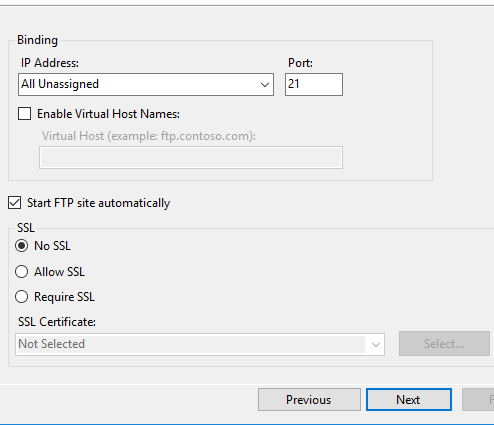 Binding
IP Address: Port:
All Unassigned 21
Enable Virtual Host Names:
Virtual Host (example: ftp.contoso.com):
Start FTP site automatically
SSL
No SSL
Allow SSL
Require SSL
SSL Certificate:
Not Selected Select...
Previous Next